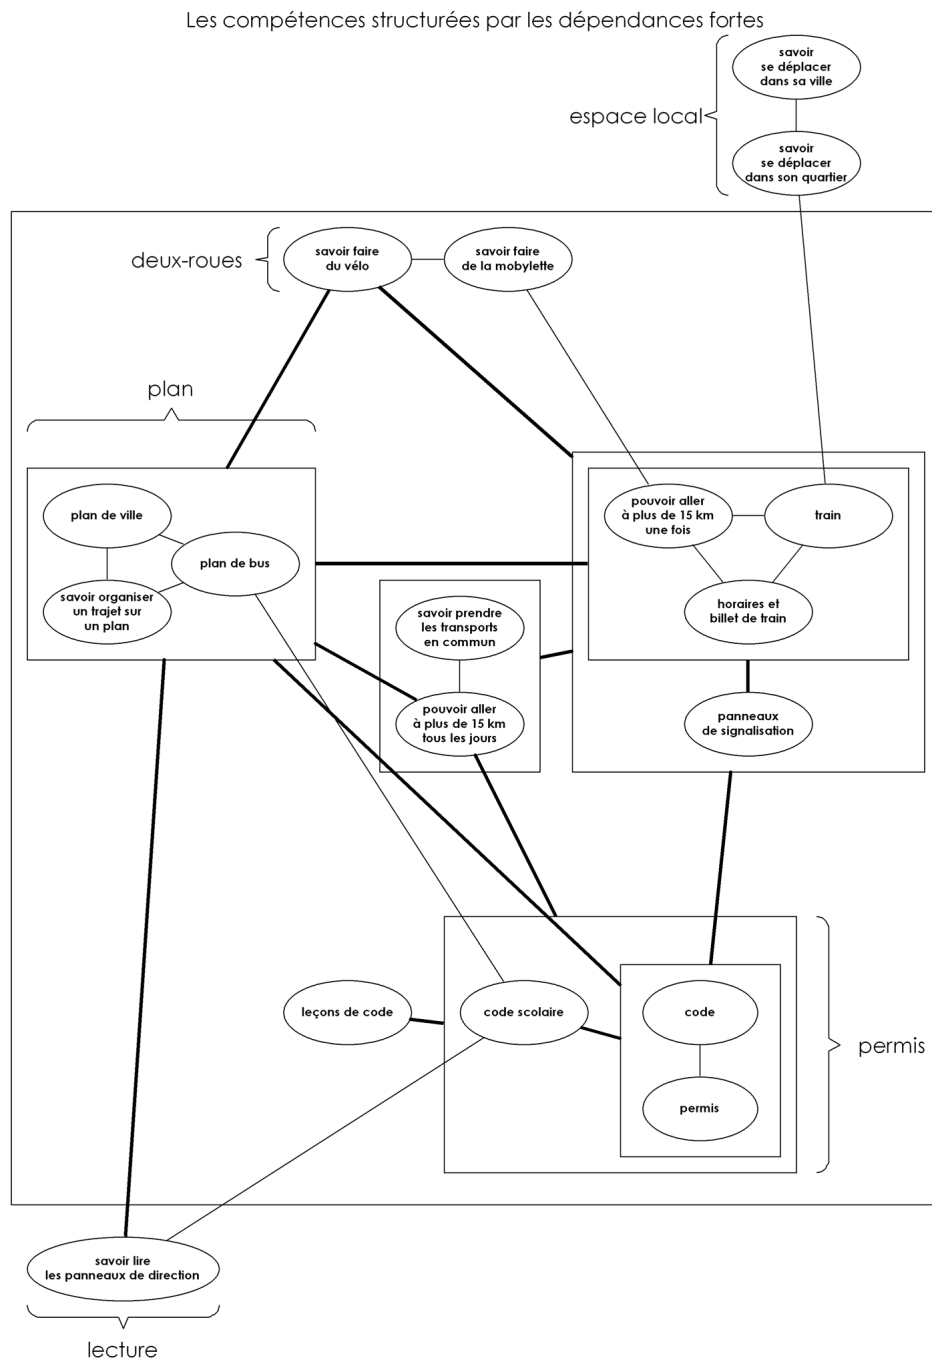 Les compétences structurées par les dépendances fortes
savoir
se déplacer
dans sa ville
espace local
savoir
se déplacer
dans son quartier
deux-roues
savoir faire
du vélo
savoir faire
de la mobylette
plan
plan de ville
plan de bus
savoir organiser
un trajet sur
un plan
pouvoir aller
à plus de 15 km
une fois
train
horaires et
billet de train
savoir prendre
les transports
en commun
pouvoir aller
à plus de 15 km
tous les jours
panneaux
de signalisation
leçons de code
code scolaire
code
permis
permis
savoir lire
les panneaux de direction
lecture